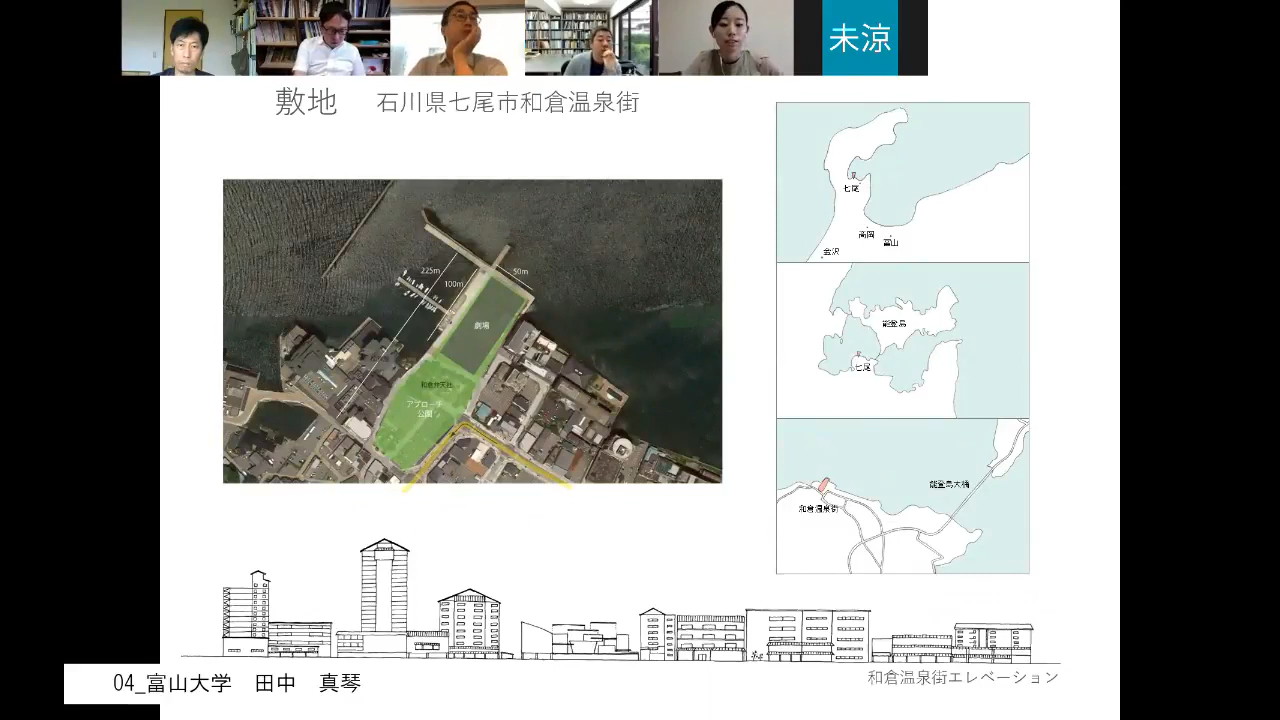 未涼
敷地 石川県七尾市和倉温泉街
225m
100m
50m
劇場
和倉弁天社
アプローチ
公園
七尾
高岡
富山
金沢
能登島
七尾
能登島大橋
和倉温泉街
04_富山大学 田中 真琴
和倉温泉街エレベーション